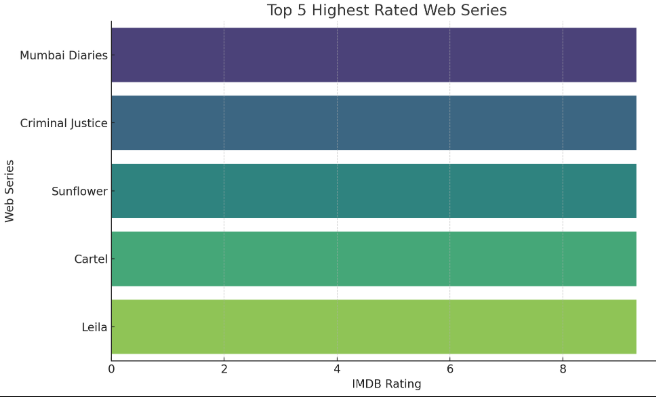 Top 5 Highest Rated Web Series
Web Series
Mumbai Diaries
Criminal Justice
Sunflower
Cartel
Leila
0 2 4 6 8
IMDB Rating